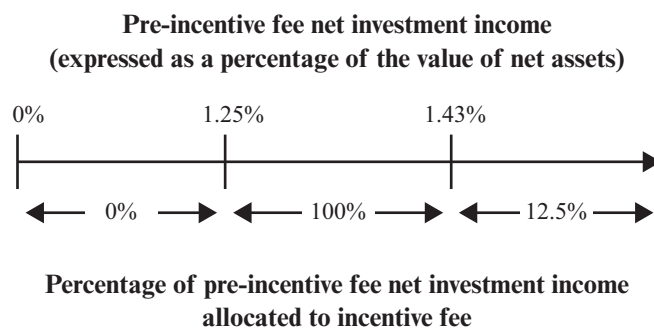 Pre-incentive fee net investment income
(expressed as a percentage of the value of net assets)
0% 1.25% 1.43%
0% 100% 12.5%
Percentage of pre-incentive fee net investment income
allocated to incentive fee